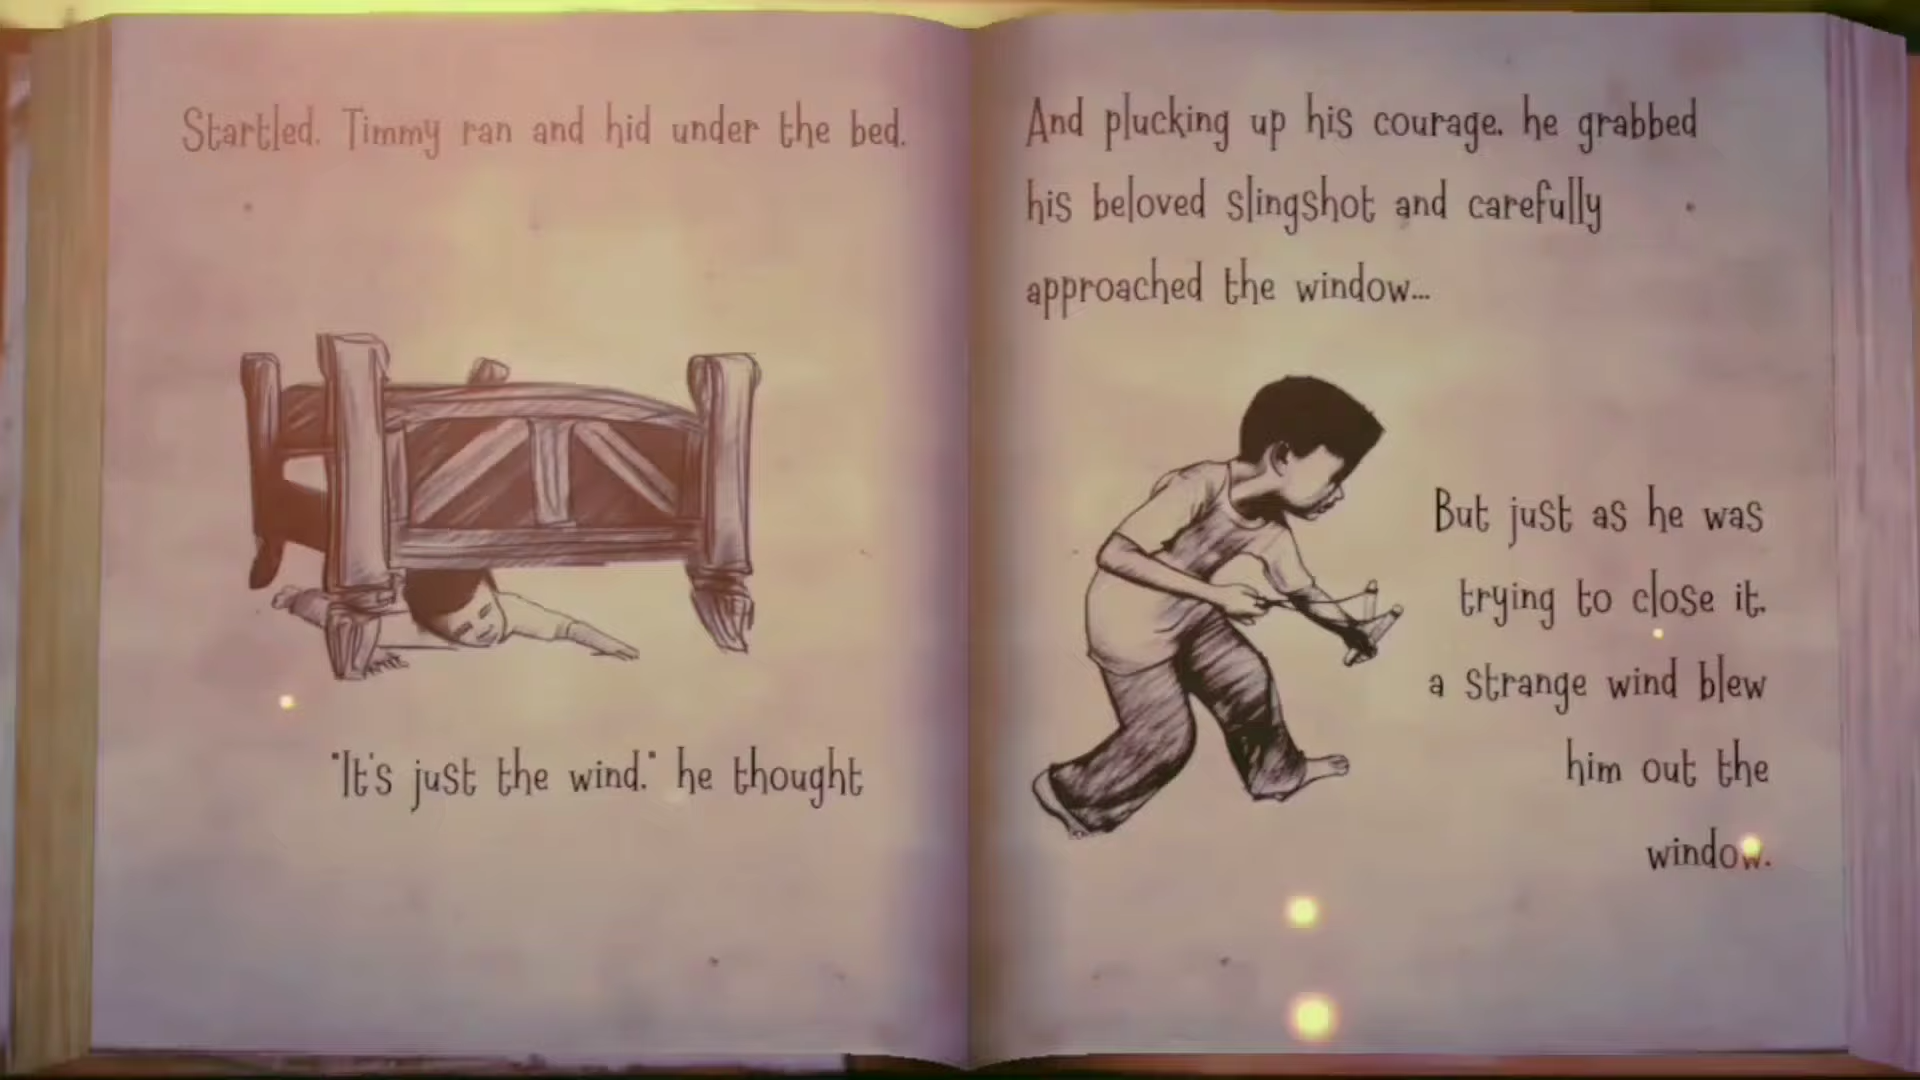 Startled, Timmy ran and hid under the bed.
"It's just the wind," he thought
And plucking up his courage, he grabbed
his beloved slingshot and carefully
approached the window...
But just as he was
trying to close it,
a strange wind blew
him out the
window.